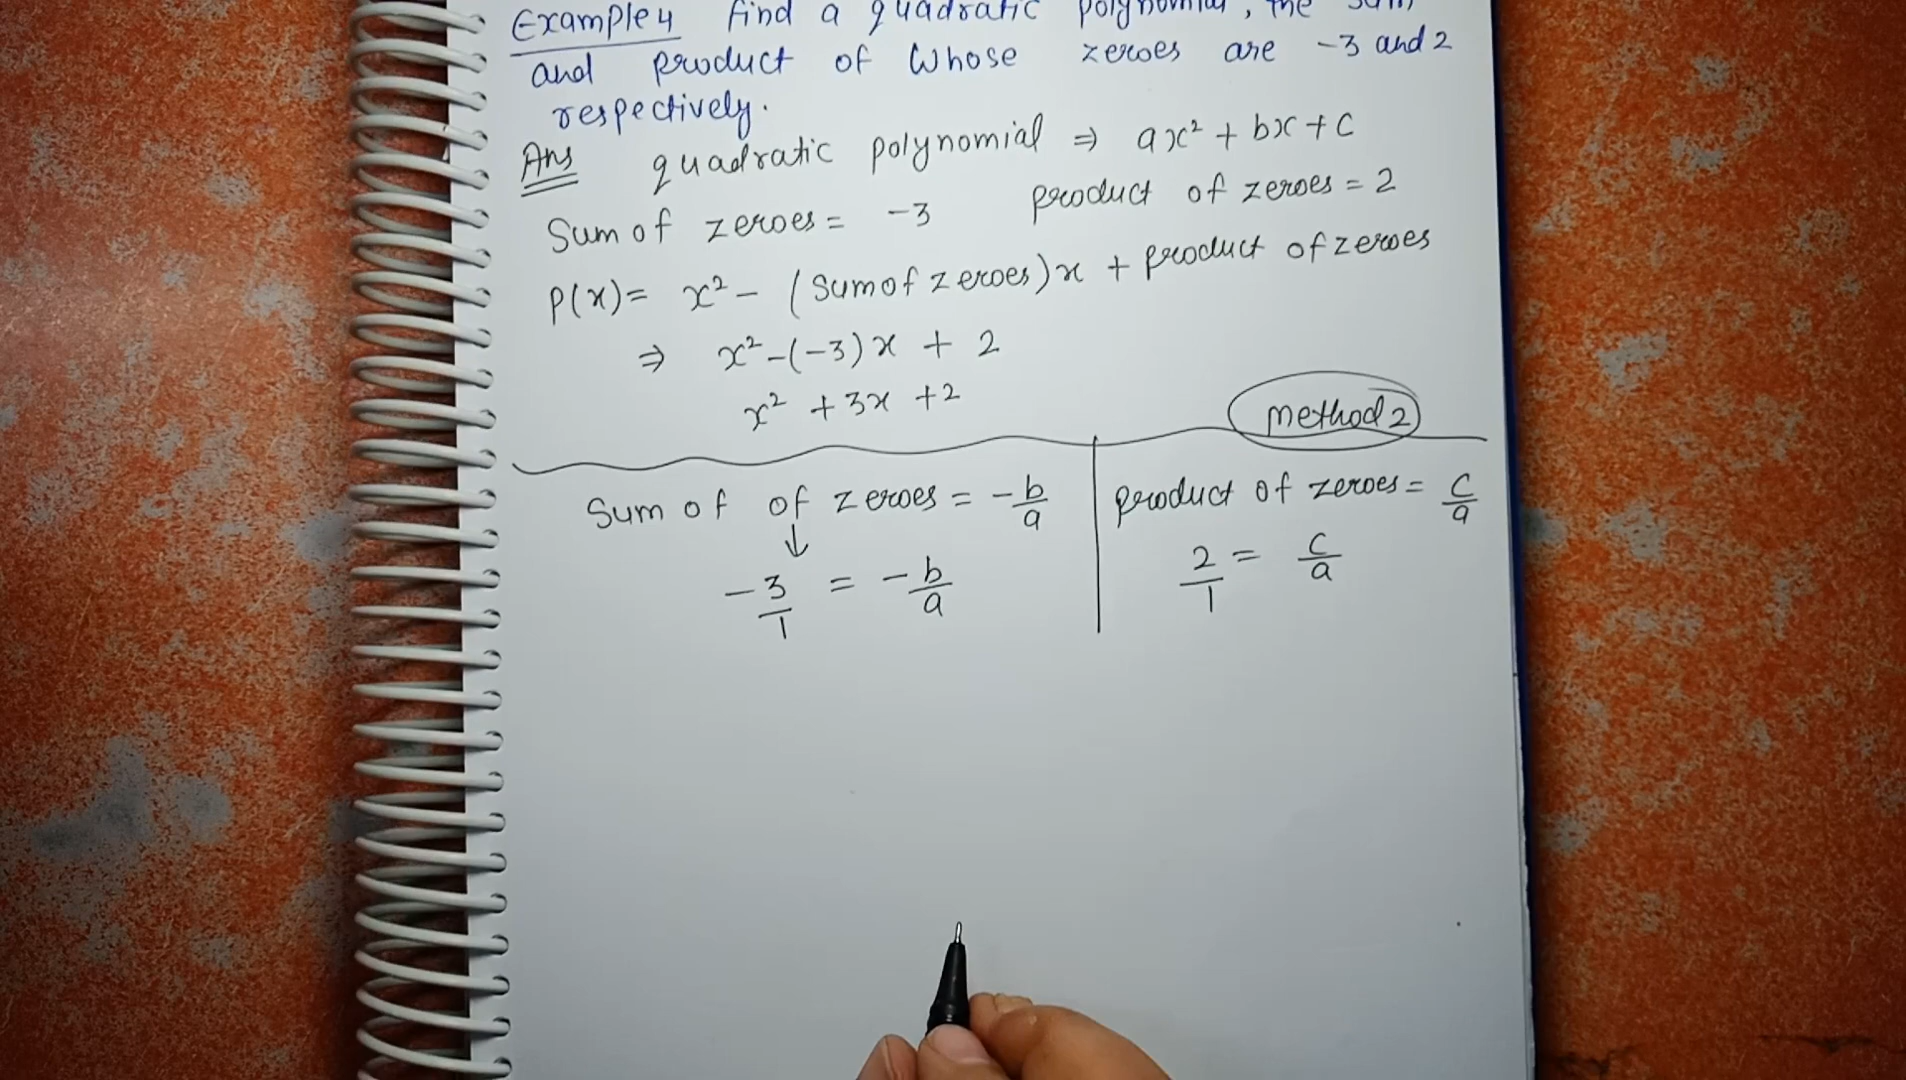 Example 4 find a quadratic polynomial, the sum
and product of whose zeroes are -3 and 2
respectively.
Ans quadratic polynomial ⇒ ax² + bx + c
Sum of zeroes = -3 product of zeroes = 2
P(x) = x² - (Sum of zeroes)x + product of zeroes
⇒ x² - (-3)x + 2
x² + 3x + 2
method 2
Sum of of zeroes = -b/a
↓
-3/1 = -b/a
product of zeroes = c/a
2/1 = c/a